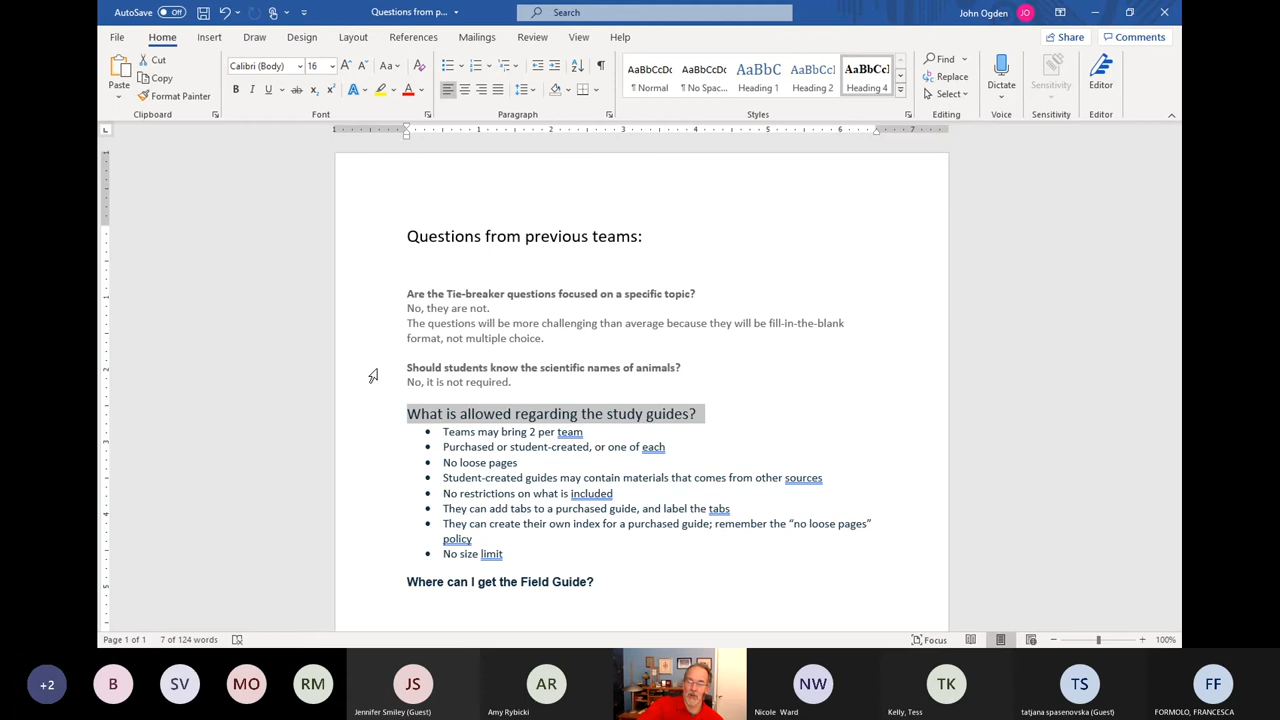 AutoSave Off
Questions from p...
Search
John Ogden JO
File Home Insert Draw Design Layout References Mailings Review View Help
Share Comments
Paste
Cut
Copy
Format Painter
Calibri (Body) 16
AaBbCcDc AaBbCcDc AaBbC AaBbCcI AaBbCcI
¶ Normal ¶ No Spac... Heading 1 Heading 2 Heading 4
Find
Replace
Select
Dictate Sensitivity Editor
Clipboard Font Paragraph Styles Editing Voice Sensitivity Editor
1 1 2 3 4 5 6 7
Questions from previous teams:
Are the Tie-breaker questions focused on a specific topic?
No, they are not.
The questions will be more challenging than average because they will be fill-in-the-blank
format, not multiple choice.
Should students know the scientific names of animals?
No, it is not required.
What is allowed regarding the study guides?
• Teams may bring 2 per team
• Purchased or student-created, or one of each
• No loose pages
• Student-created guides may contain materials that comes from other sources
• No restrictions on what is included
• They can add tabs to a purchased guide, and label the tabs
• They can create their own index for a purchased guide; remember the “no loose pages”
policy
• No size limit
Where can I get the Field Guide?
Page 1 of 1 7 of 124 words
Focus
100%
+2 B SV MO RM JS AR NW TK TS FF
Jennifer Smiley (Guest) Amy Rybicki Nicole Ward Kelly, Tess tatjana spasenovska (Guest) FORMOLO, FRANCESCA